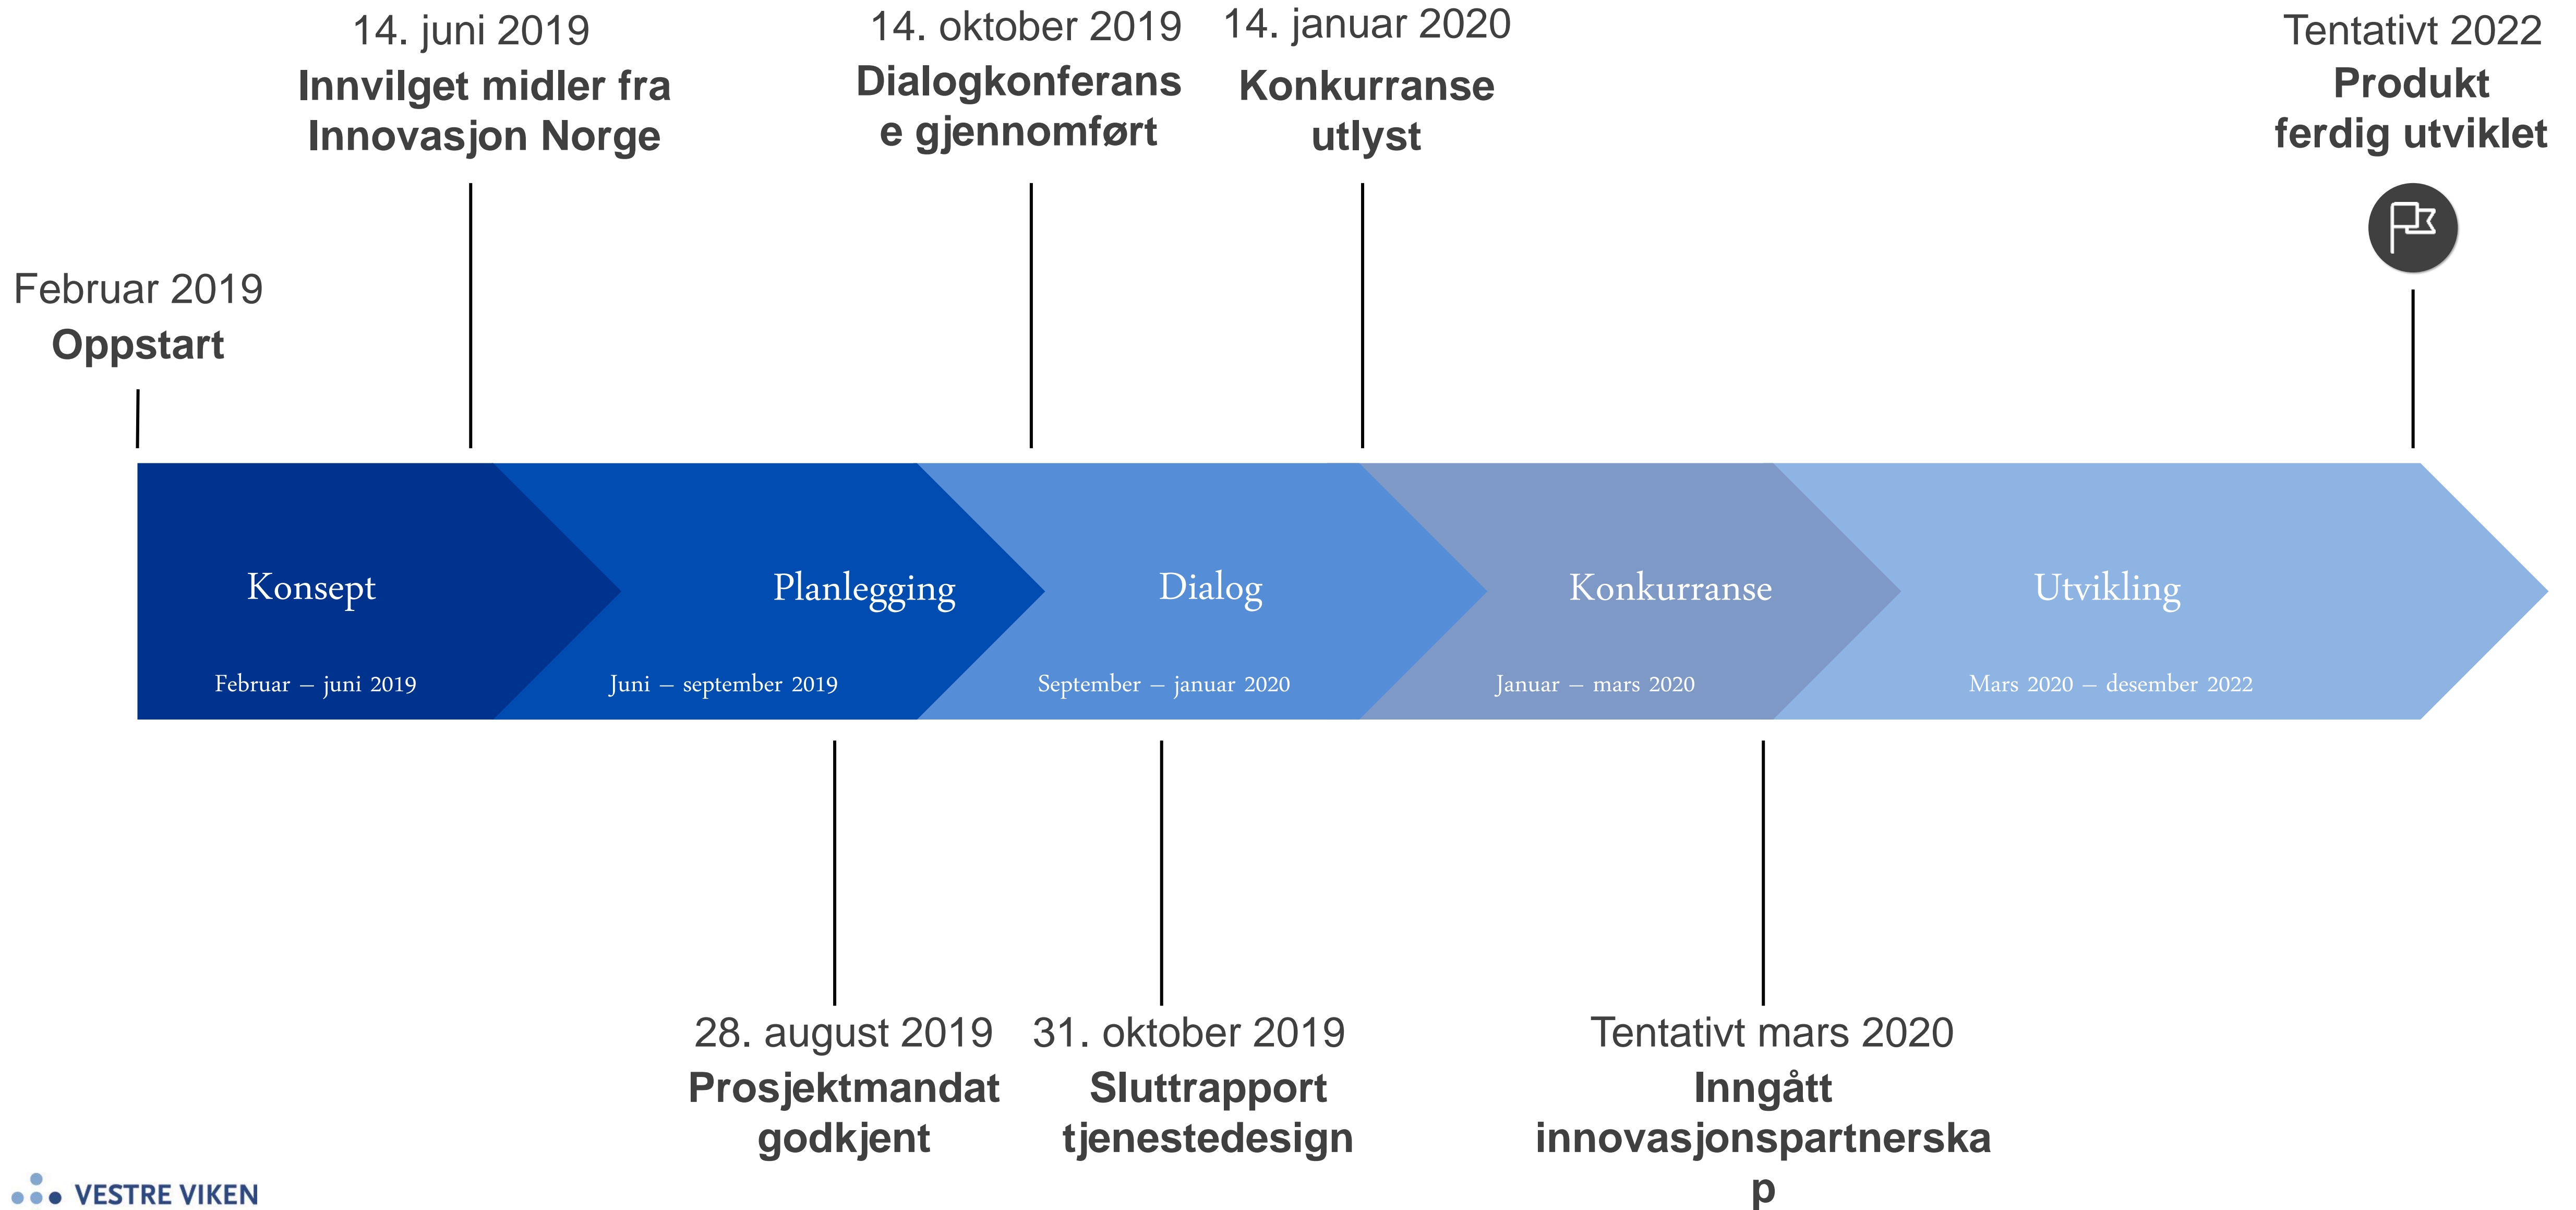 14. juni 2019
Innvilget midler fra
Innovasjon Norge
14. oktober 2019
Dialogkonferans
e gjennomført
14. januar 2020
Konkurranse
utlyst
Tentativt 2022
Produkt
ferdig utviklet
Februar 2019
Oppstart
Konsept
Februar – juni 2019
Planlegging
Juni – september 2019
Dialog
September – januar 2020
Konkurranse
Januar – mars 2020
Utvikling
Mars 2020 – desember 2022
28. august 2019
Prosjektmandat
godkjent
31. oktober 2019
Sluttrapport
tjenestedesign
Tentativt mars 2020
Inngått
innovasjonspartnerska
p
VESTRE VIKEN